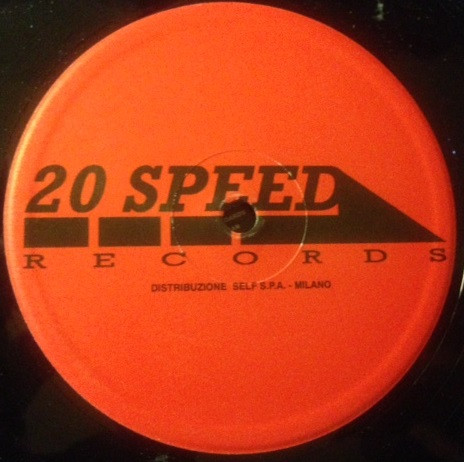 20 SPEED
RECORDS
DISTRIBUZIONE SELF S.P.A. - MILANO